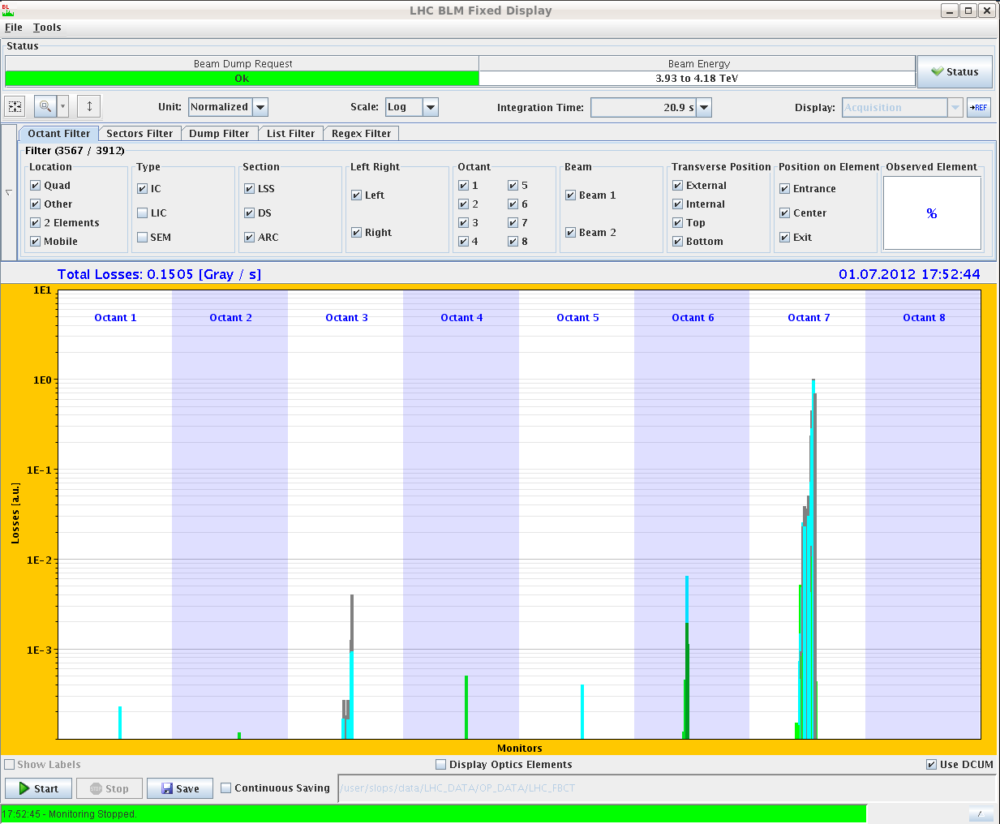 BL
LHC BLM Fixed Display
File Tools
Status
Beam Dump Request Beam Energy
Ok 3.93 to 4.18 TeV
Status
Unit: Normalized Scale: Log Integration Time: 20.9 s Display: Acquisition →REF
Octant Filter Sectors Filter Dump Filter List Filter Regex Filter
Filter (3567 / 3912)
Location Type Section Left Right Octant Beam Transverse Position Position on Element Observed Element
Quad
Other
2 Elements
Mobile
IC
LIC
SEM
LSS
DS
ARC
Left
Right
1 5
2 6
3 7
4 8
Beam 1
Beam 2
External
Internal
Top
Bottom
Entrance
Center
Exit
%
Total Losses: 0.1505 [Gray / s] 01.07.2012 17:52:44
1E1
Octant 1 Octant 2 Octant 3 Octant 4 Octant 5 Octant 6 Octant 7 Octant 8
1E0
1E-1
1E-2
1E-3
Losses [a.u.]
Monitors
Show Labels Display Optics Elements Use DCUM
Start STOP Stop Save Continuous Saving /user/slops/data/LHC_DATA/OP_DATA/LHC_FBCT
17:52:45 - Monitoring Stopped.